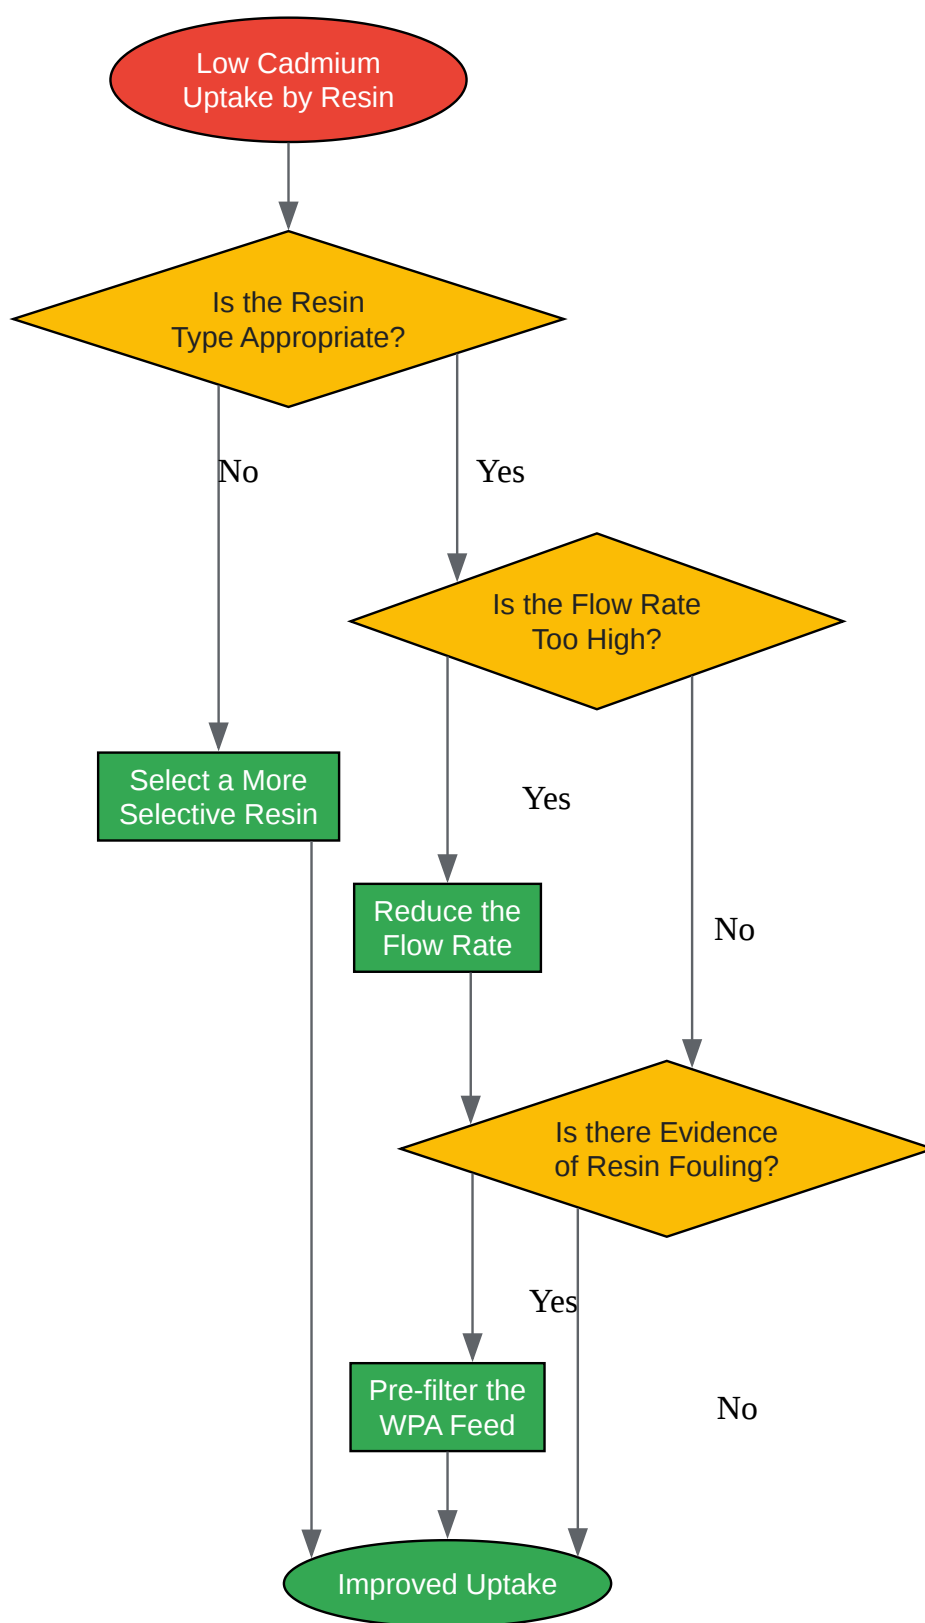 Low Cadmium
Uptake by Resin
Is the Resin
Type Appropriate?
No
Yes
Is the Flow Rate
Too High?
Select a More
Selective Resin
Yes
Reduce the
Flow Rate
No
Is there Evidence
of Resin Fouling?
Yes
Pre-filter the
WPA Feed
No
Improved Uptake